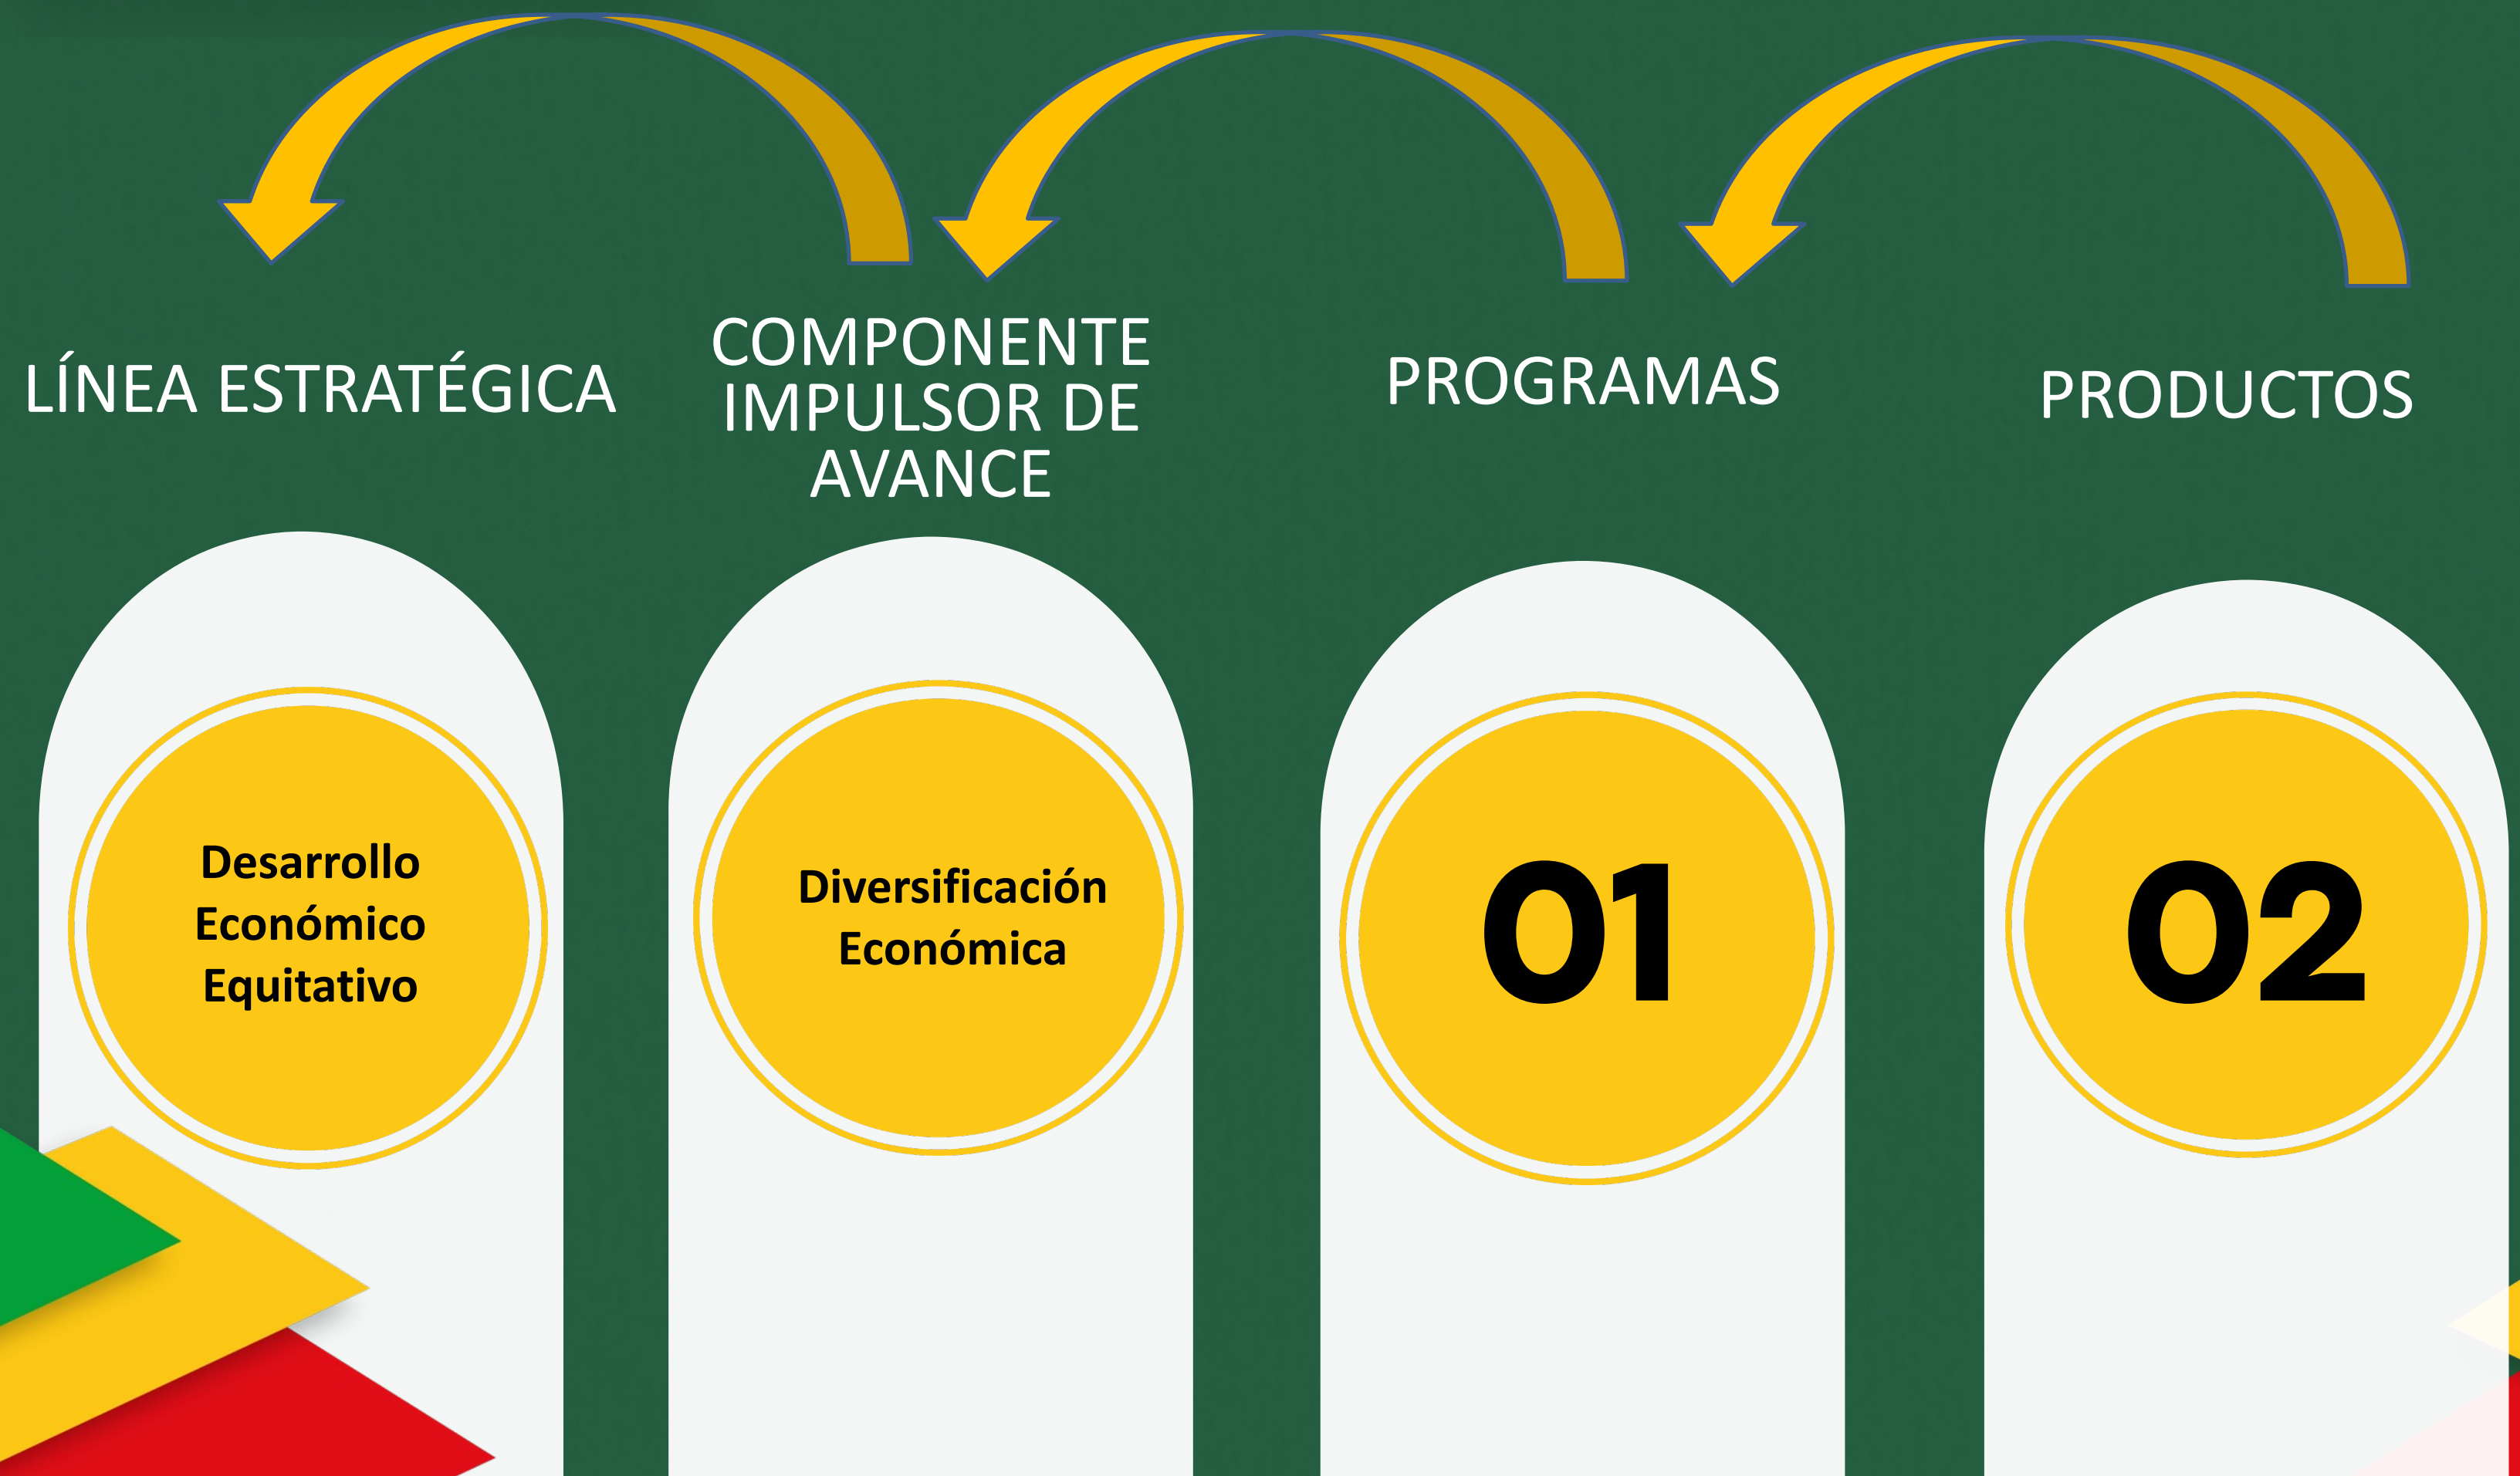 LÍNEA ESTRATÉGICA
COMPONENTE
IMPULSOR DE
AVANCE
PROGRAMAS
PRODUCTOS
Desarrollo
Económico
Equitativo
Diversificación
Económica
01
02